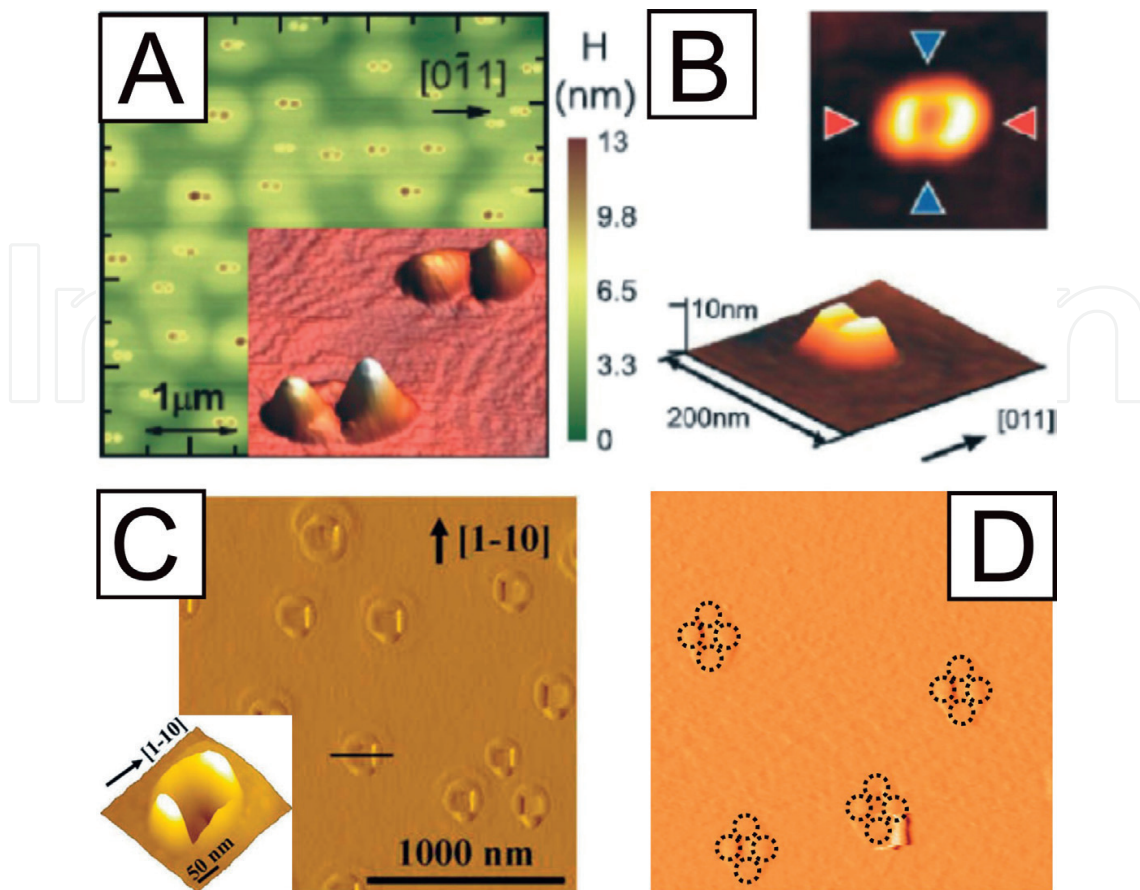 A
[01̄1]
H
(nm)
13
9.8
6.5
3.3
0
1μm
B
10nm
200nm
[011]
C
[1-10]
[1-10]
50 nm
1000 nm
D